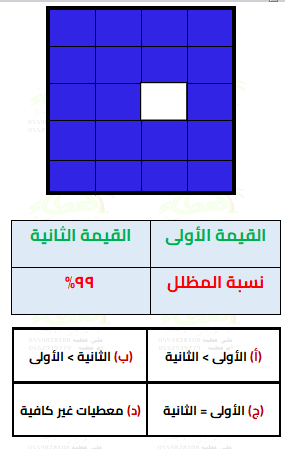 القيمة الأولى
القيمة الثانية
نسبة المظلل
٩٩%
(أ) الأولى > الثانية
(ب) الثانية > الأولى
(ج) الأولى = الثانية
(د) معطيات غير كافية